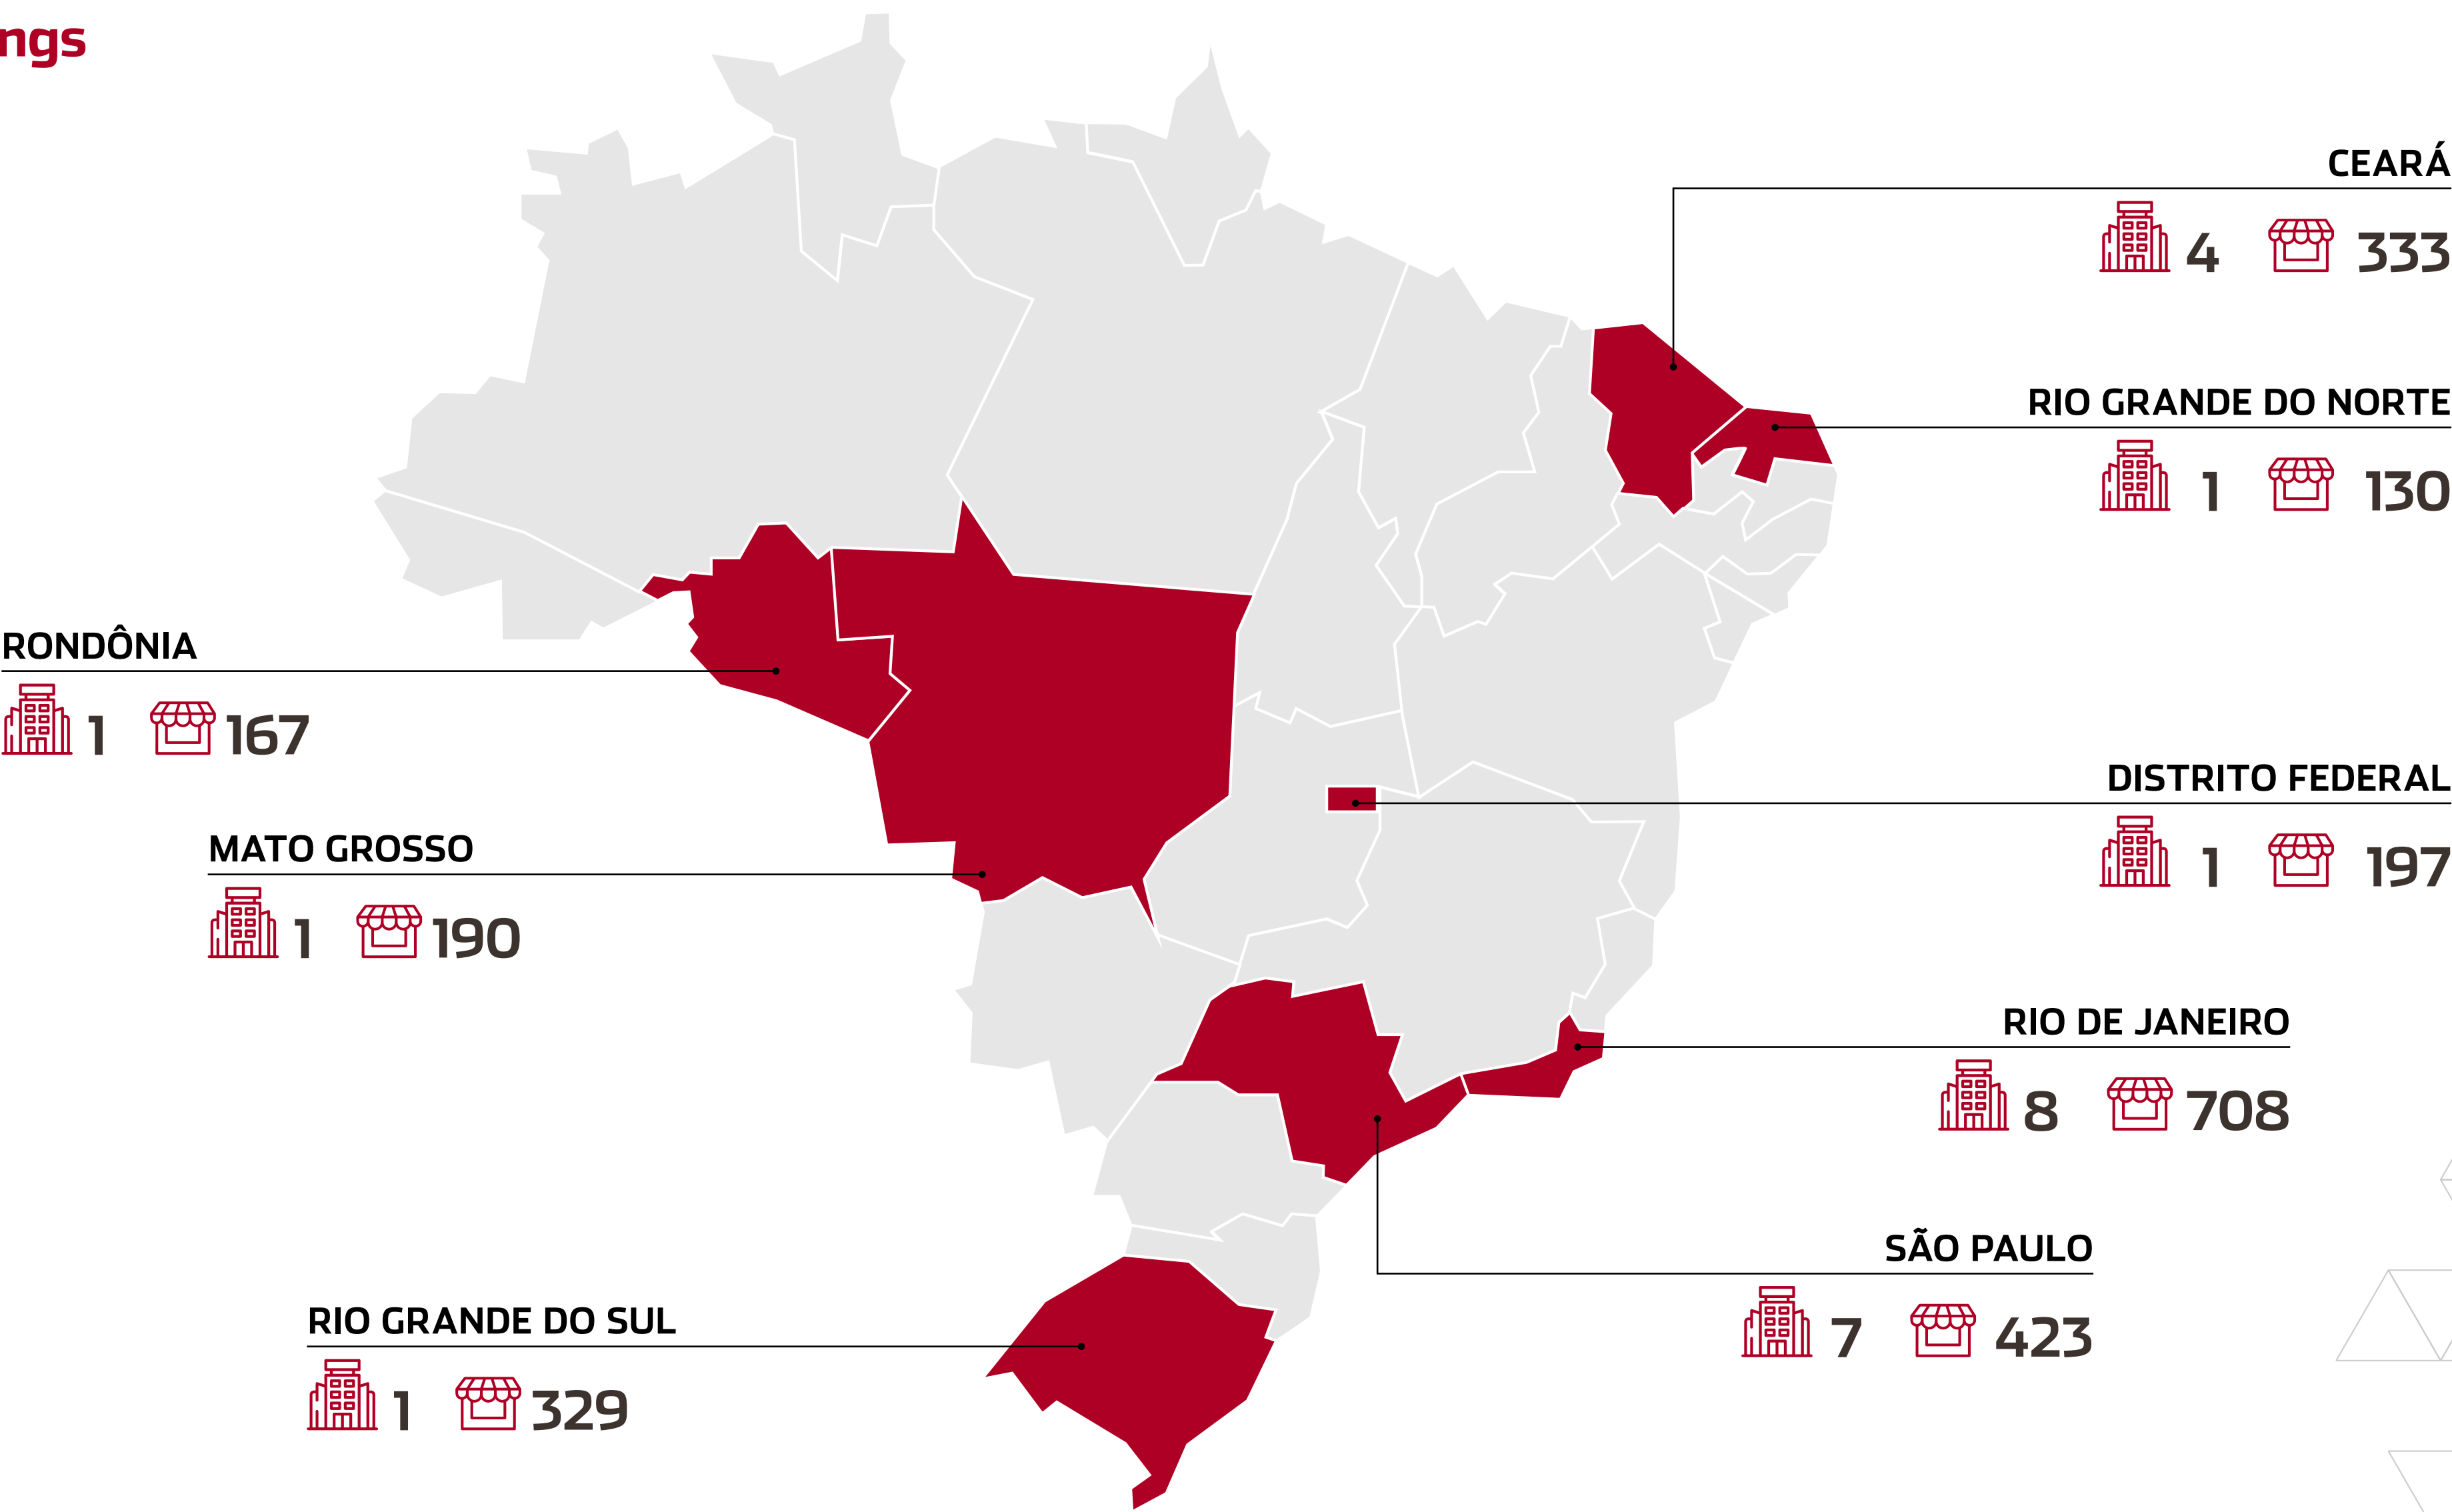 ngs
CEARÁ
4 333
RIO GRANDE DO NORTE
1 130
RONDÔNIA
1 167
DISTRITO FEDERAL
1 197
MATO GROSSO
1 190
RIO DE JANEIRO
8 708
SÃO PAULO
7 423
RIO GRANDE DO SUL
1 329